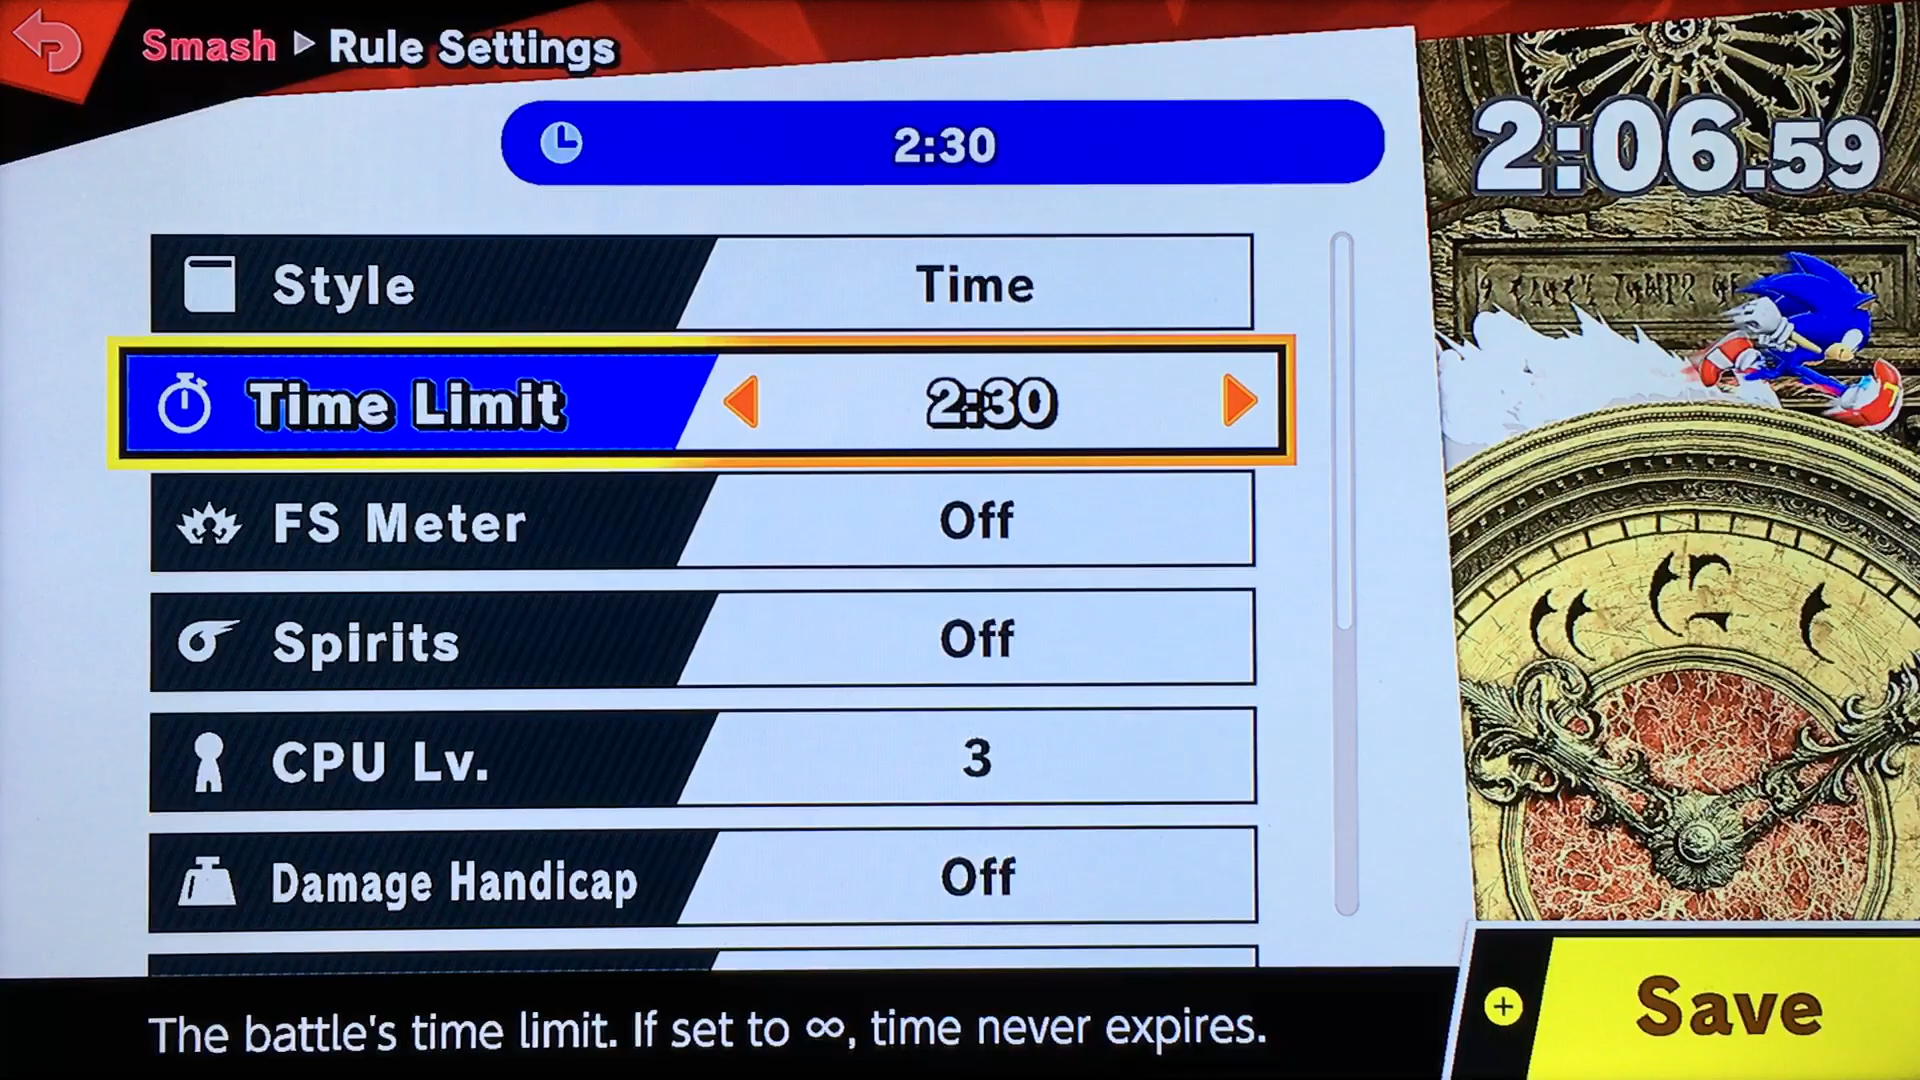 Smash ▷ Rule Settings
2:30
2:06.59
Style Time
Time Limit 2:30
FS Meter Off
Spirits Off
CPU Lv. 3
Damage Handicap Off
The battle's time limit. If set to ∞, time never expires.
+ Save